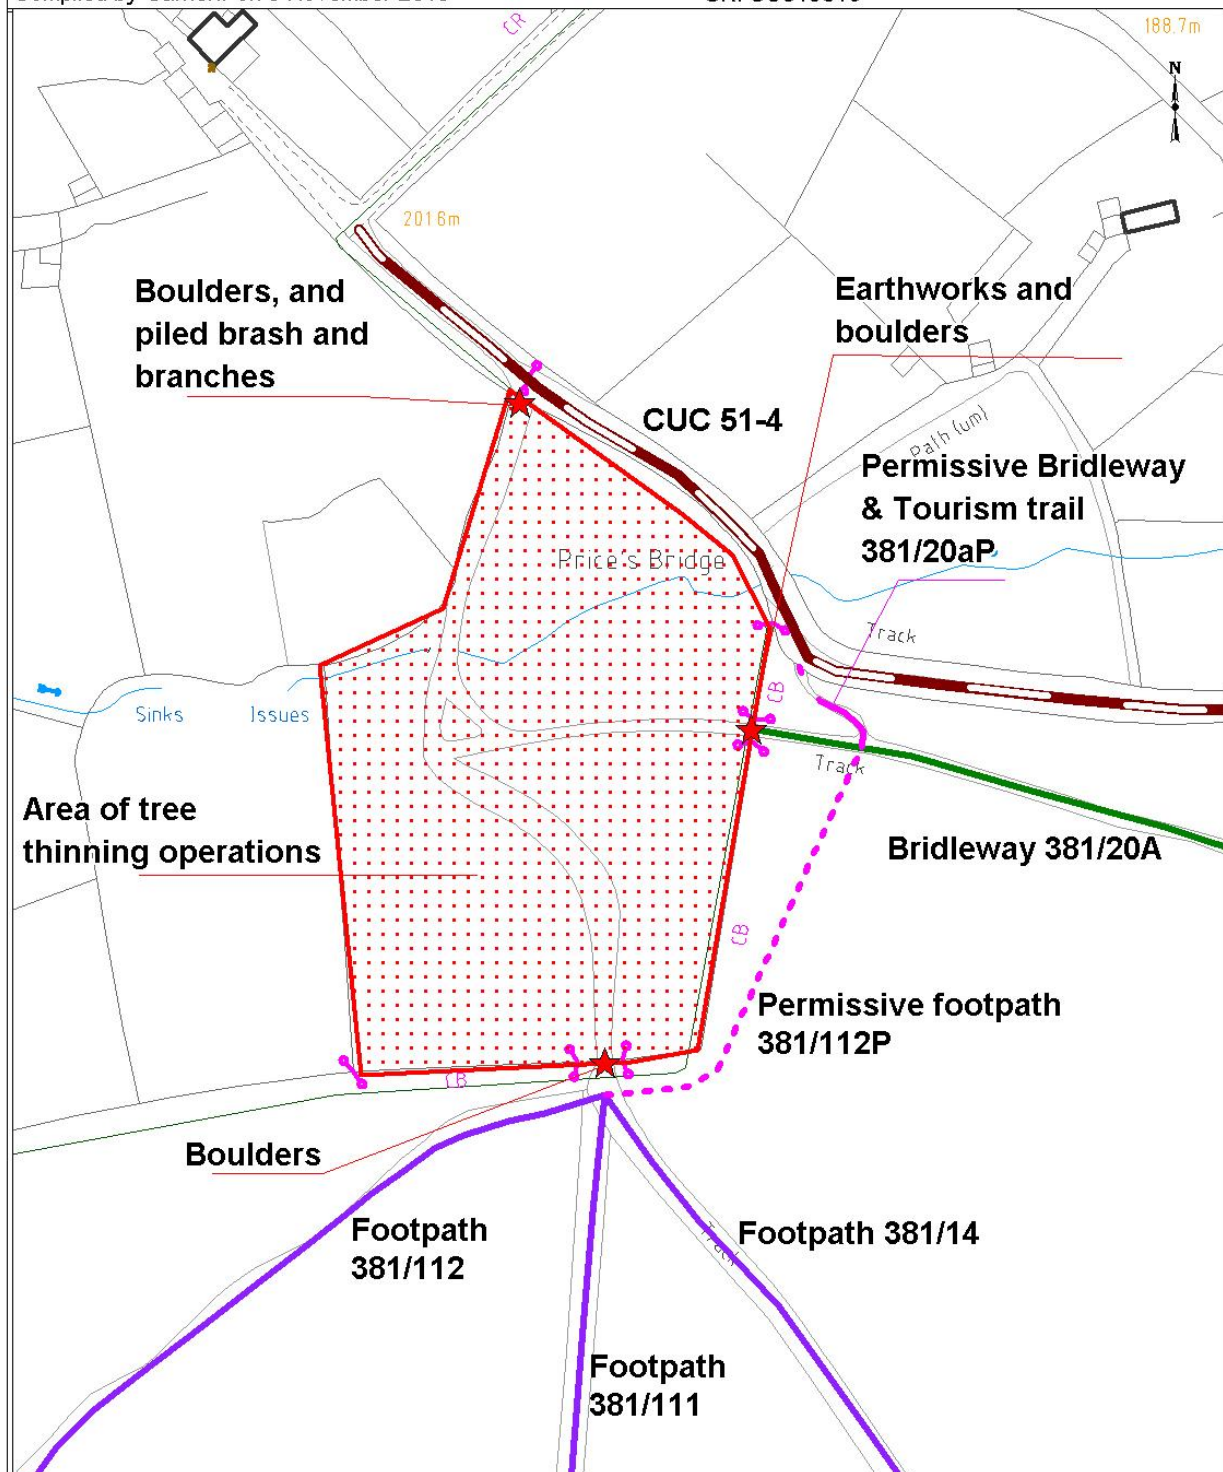 CR
188.7m
N
201.6m
Boulders, and
piled brash and
branches
Earthworks and
boulders
CUC 51-4
Path (um)
Permissive Bridleway
& Tourism trail
381/20aP
Price's Bridge
Track
CB
Sinks
Issues
Track
Area of tree
thinning operations
Bridleway 381/20A
CB
Permissive footpath
381/112P
CB
Boulders
Footpath
381/112
Footpath 381/14
Track
Footpath
381/111